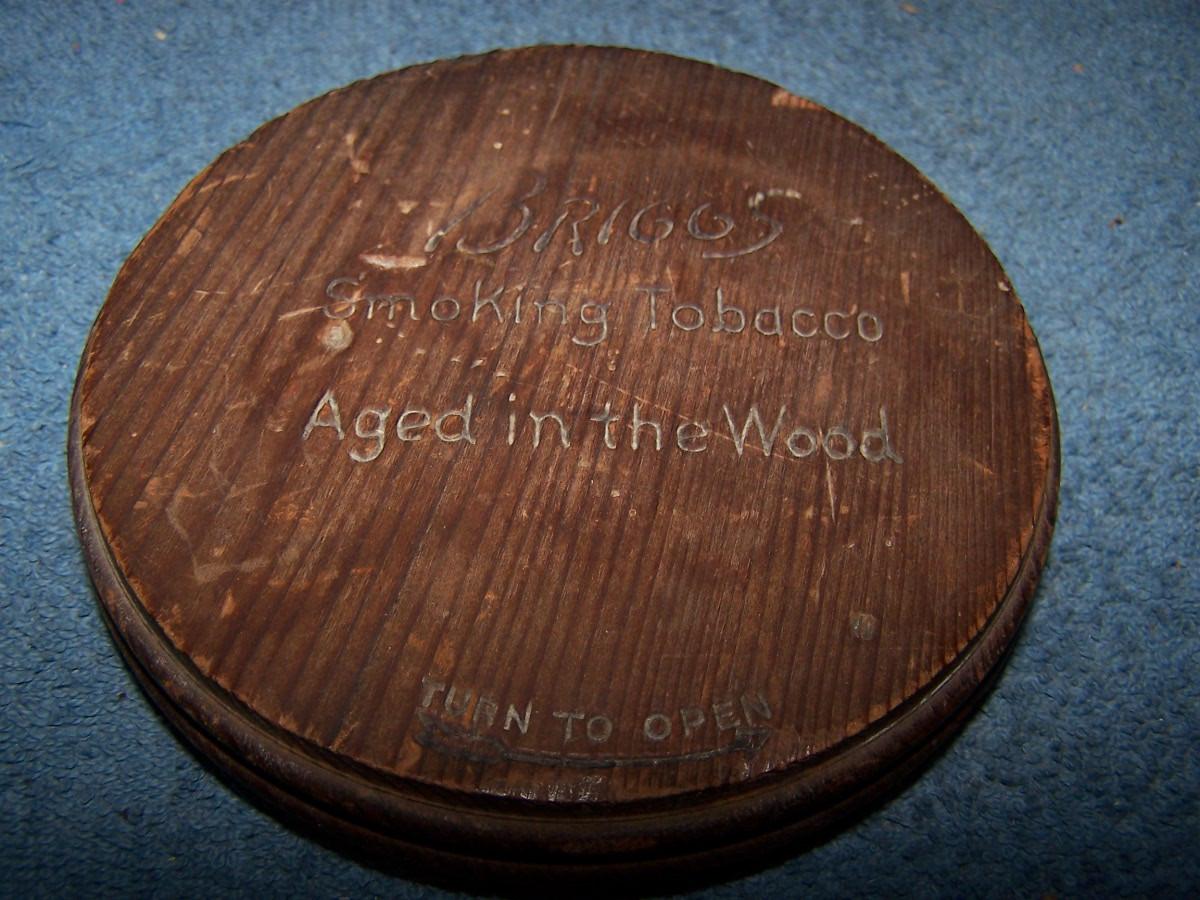 BRIGGS
Smoking Tobacco
Aged in the Wood
TURN TO OPEN